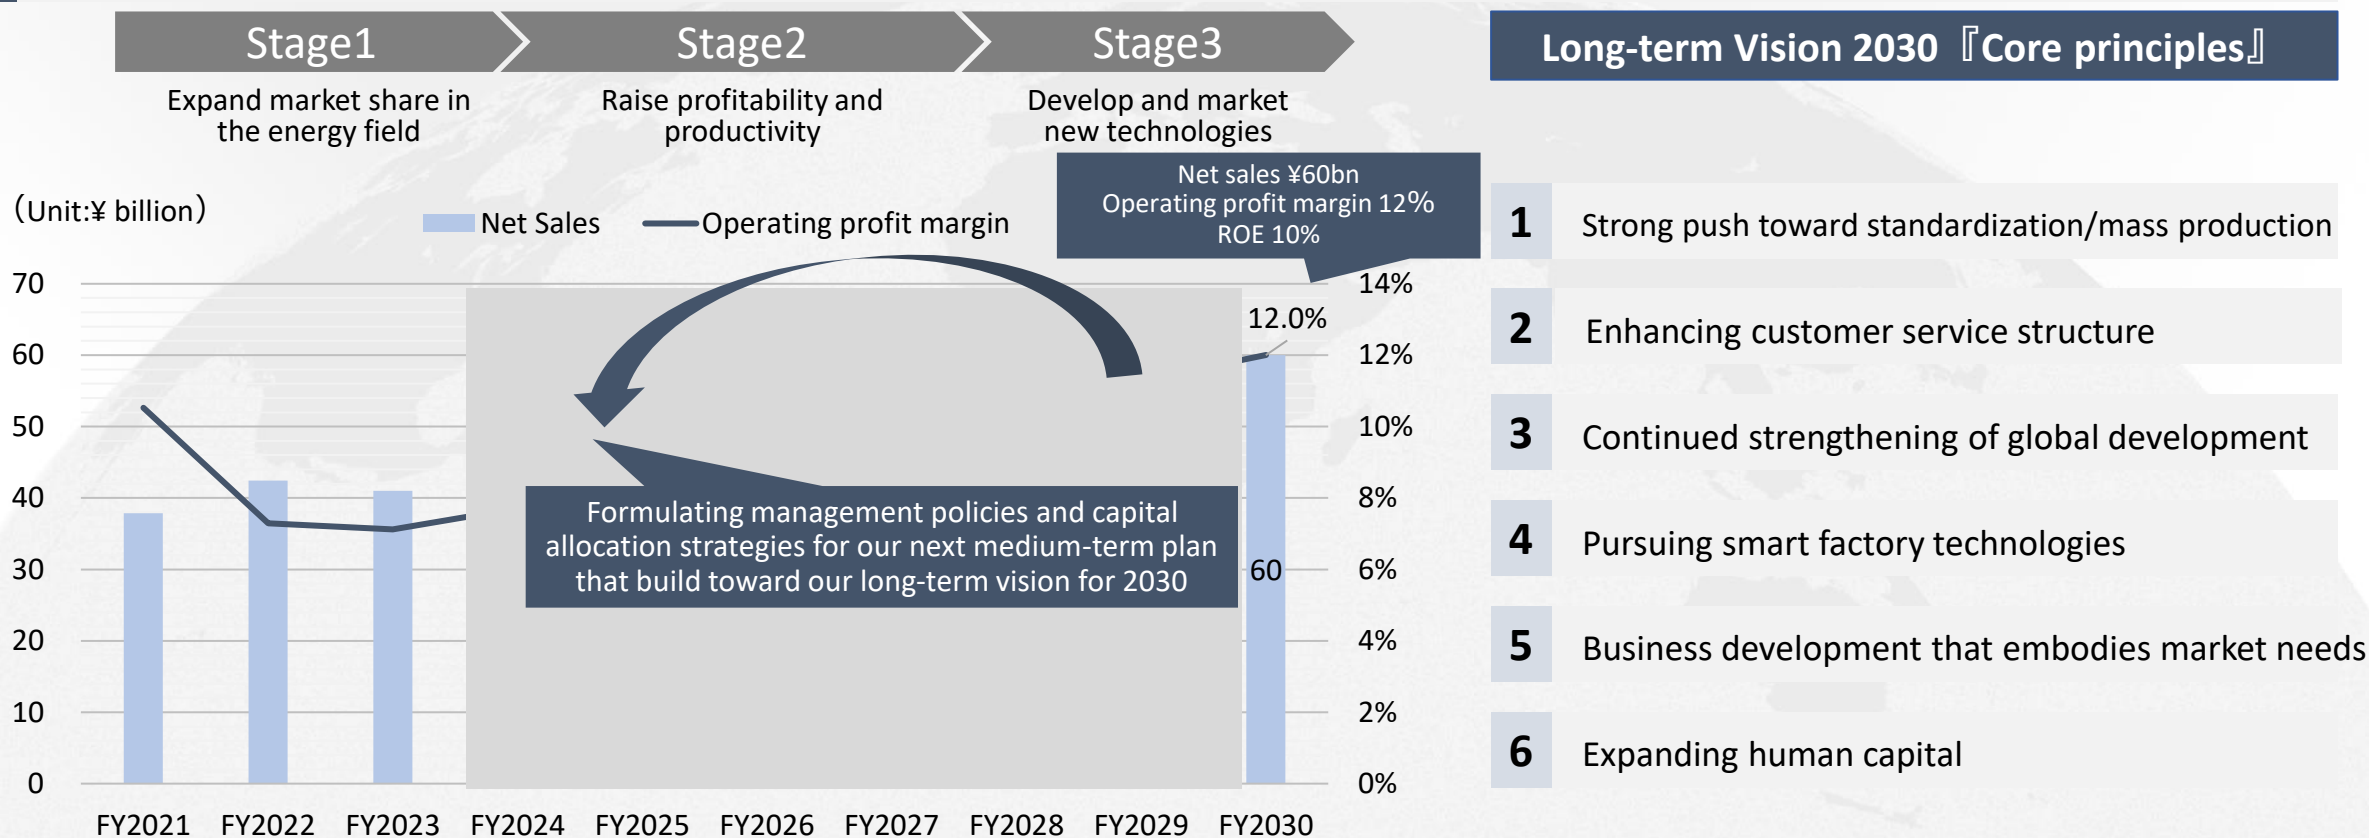 Stage1
Stage2
Stage3
Expand market share in
the energy field
Raise profitability and
productivity
Develop and market
new technologies
Net sales ¥60bn
Operating profit margin 12%
ROE 10%
（Unit:¥ billion）
Net Sales
Operating profit margin
70
60
50
40
30
20
10
0
14%
12%
10%
8%
6%
4%
2%
0%
12.0%
60
Formulating management policies and capital
allocation strategies for our next medium-term plan
that build toward our long-term vision for 2030
FY2021
FY2022
FY2023
FY2024
FY2025
FY2026
FY2027
FY2028
FY2029
FY2030
Long-term Vision 2030『Core principles』
1 Strong push toward standardization/mass production
2 Enhancing customer service structure
3 Continued strengthening of global development
4 Pursuing smart factory technologies
5 Business development that embodies market needs
6 Expanding human capital